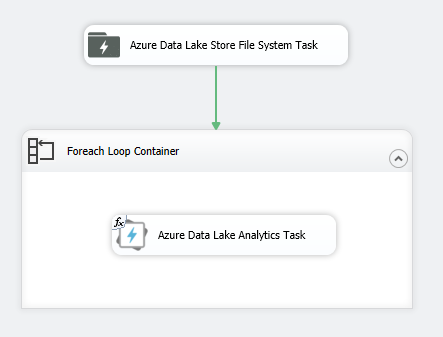 Azure Data Lake Store File System Task
Foreach Loop Container
fx
Azure Data Lake Analytics Task